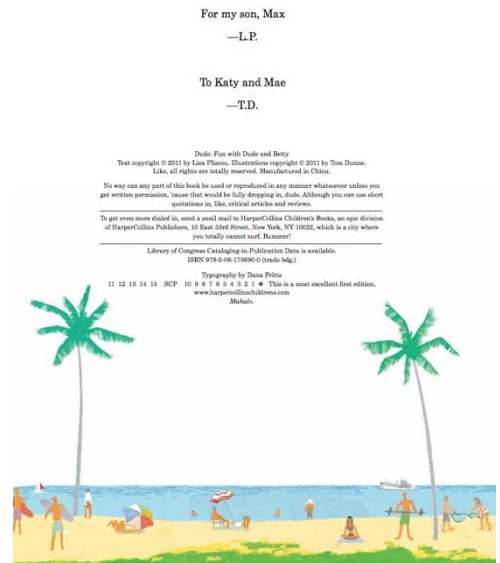 For my son, Max
—L.P.
To Katy and Mae
—T.D.
Dude: Fun with Dude and Betty
Text copyright © 2011 by Lisa Pliscou. Illustrations copyright © 2011 by Tom Dunne.
Like, all rights are totally reserved. Manufactured in China.
No way can any part of this book be used or reproduced in any manner whatsoever unless you
get written permission, 'cause that would be fully dropping in, dude. Although you can use short
quotations in, like, critical articles and reviews.
To get even more dialed in, send a snail mail to HarperCollins Children's Books, an epic division
of HarperCollins Publishers, 10 East 53rd Street, New York, NY 10022, which is a city where
you totally cannot surf. Bummer!
Library of Congress Cataloging-in-Publication Data is available.
ISBN 978-0-06-175690-0 (trade bdg.)
Typography by Dana Fritts
11 12 13 14 15 SCP 10 9 8 7 6 5 4 3 2 1 ❖ This is a most excellent first edition.
www.harpercollinschildrens.com
Mahalo.